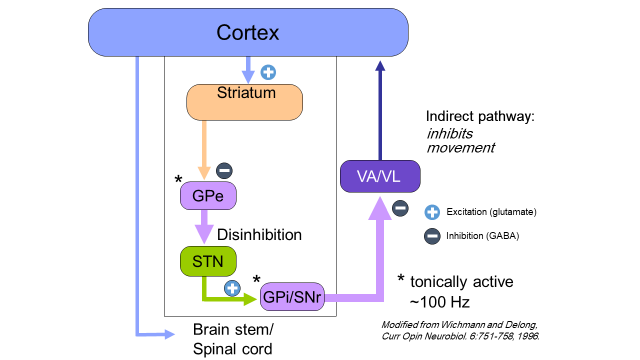 Cortex
+
Striatum
Indirect pathway:
inhibits
movement
−
*
GPe
VA/VL
−
+ Excitation (glutamate)
− Inhibition (GABA)
Disinhibition
STN
+
*
GPi/SNr
* tonically active
~100 Hz
Brain stem/
Spinal cord
Modified from Wichmann and Delong,
Curr Opin Neurobiol. 6:751-758, 1996.